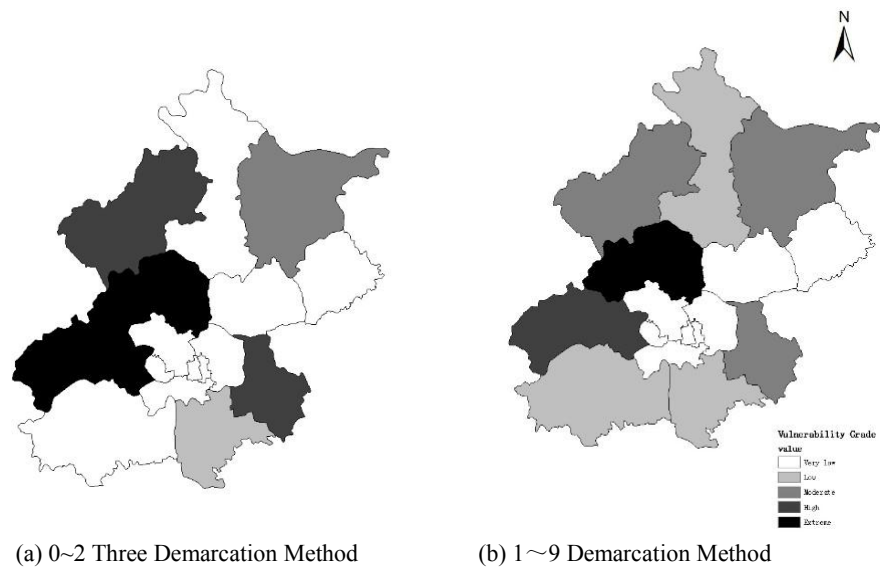 N
Vulnerability Grade
value
Very low
Low
Moderate
High
Extreme
(a) 0~2 Three Demarcation Method
(b) 1～9 Demarcation Method